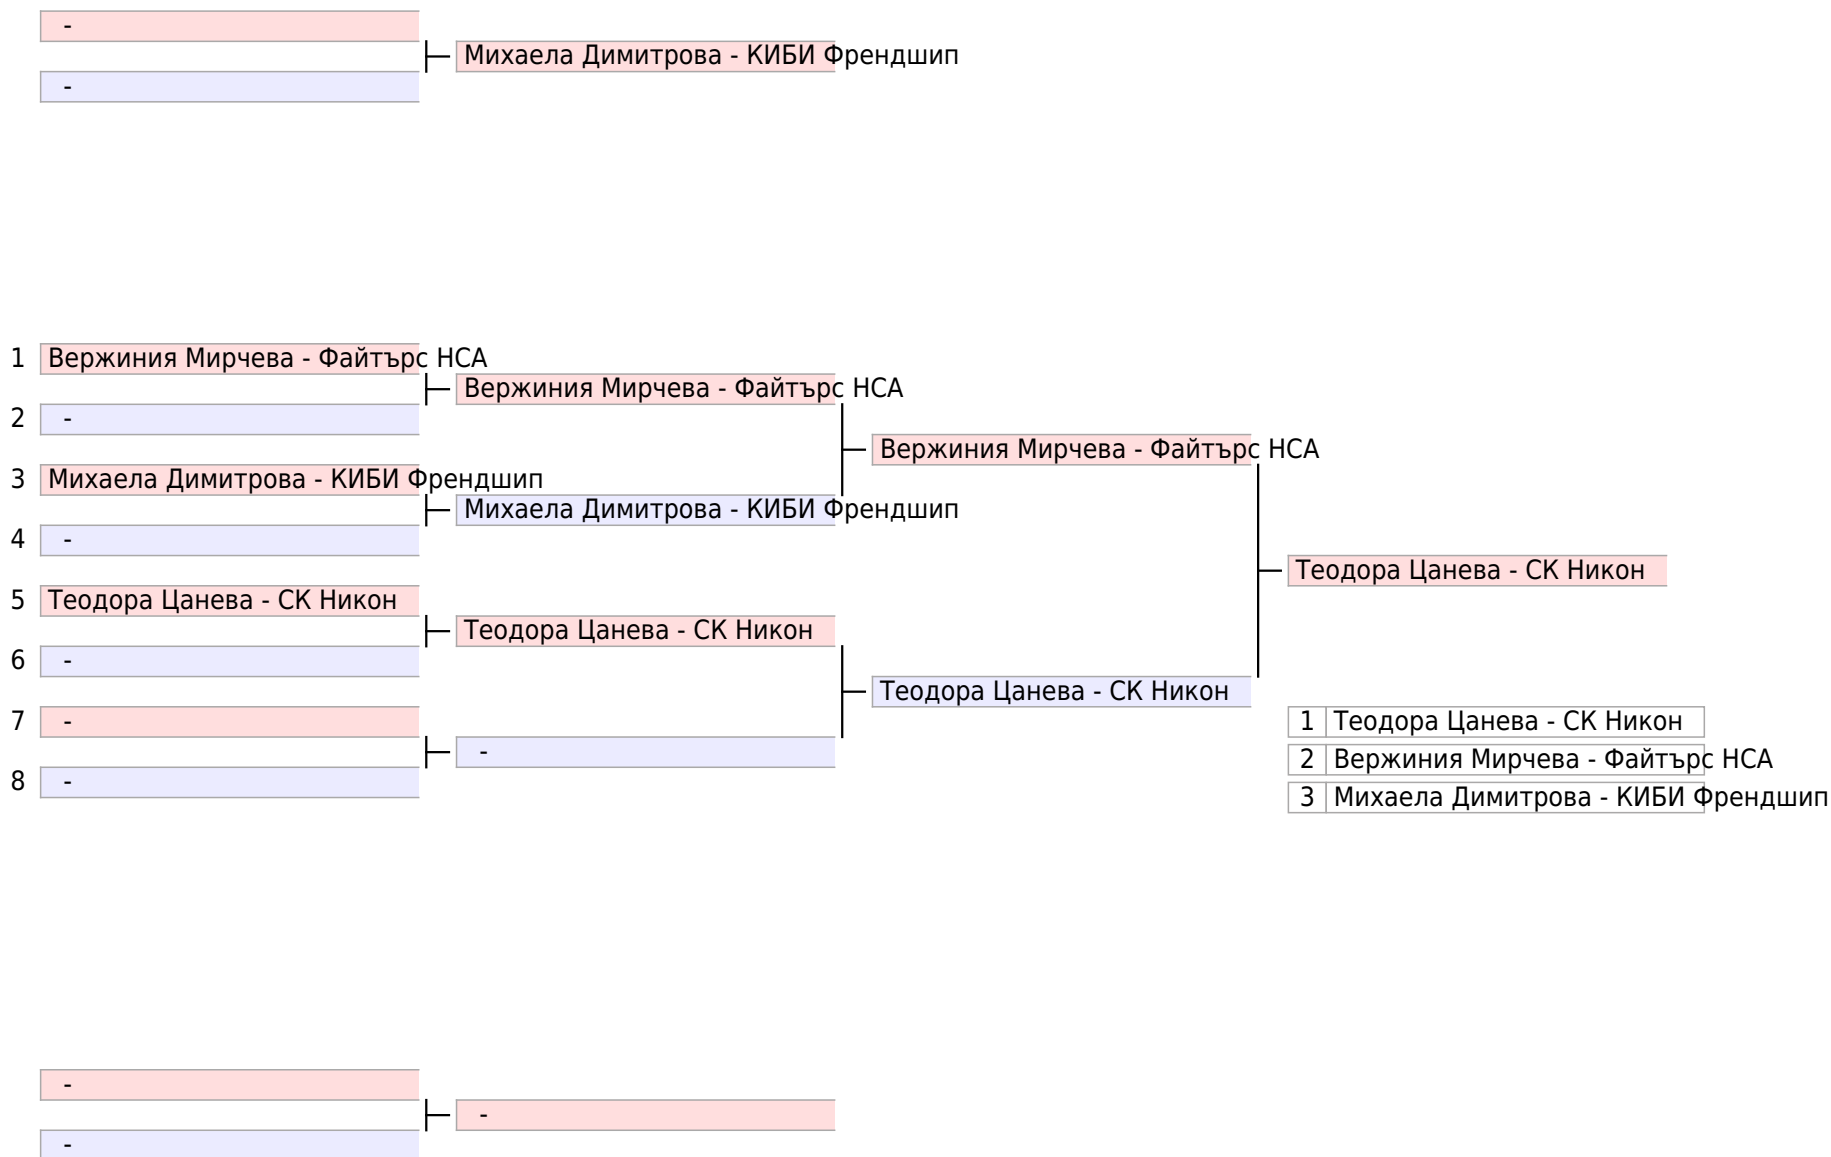 -
Михаела Димитрова - КИБИ Френдшип
-
1 Вержиния Мирчева - Файтърс НСА
Вержиния Мирчева - Файтърс НСА
2 -
Вержиния Мирчева - Файтърс НСА
3 Михаела Димитрова - КИБИ Френдшип
Михаела Димитрова - КИБИ Френдшип
4 -
Теодора Цанева - СК Никон
5 Теодора Цанева - СК Никон
Теодора Цанева - СК Никон
6 -
Теодора Цанева - СК Никон
7 -
1 Теодора Цанева - СК Никон
-
2 Вержиния Мирчева - Файтърс НСА
8 -
3 Михаела Димитрова - КИБИ Френдшип
-
-
-